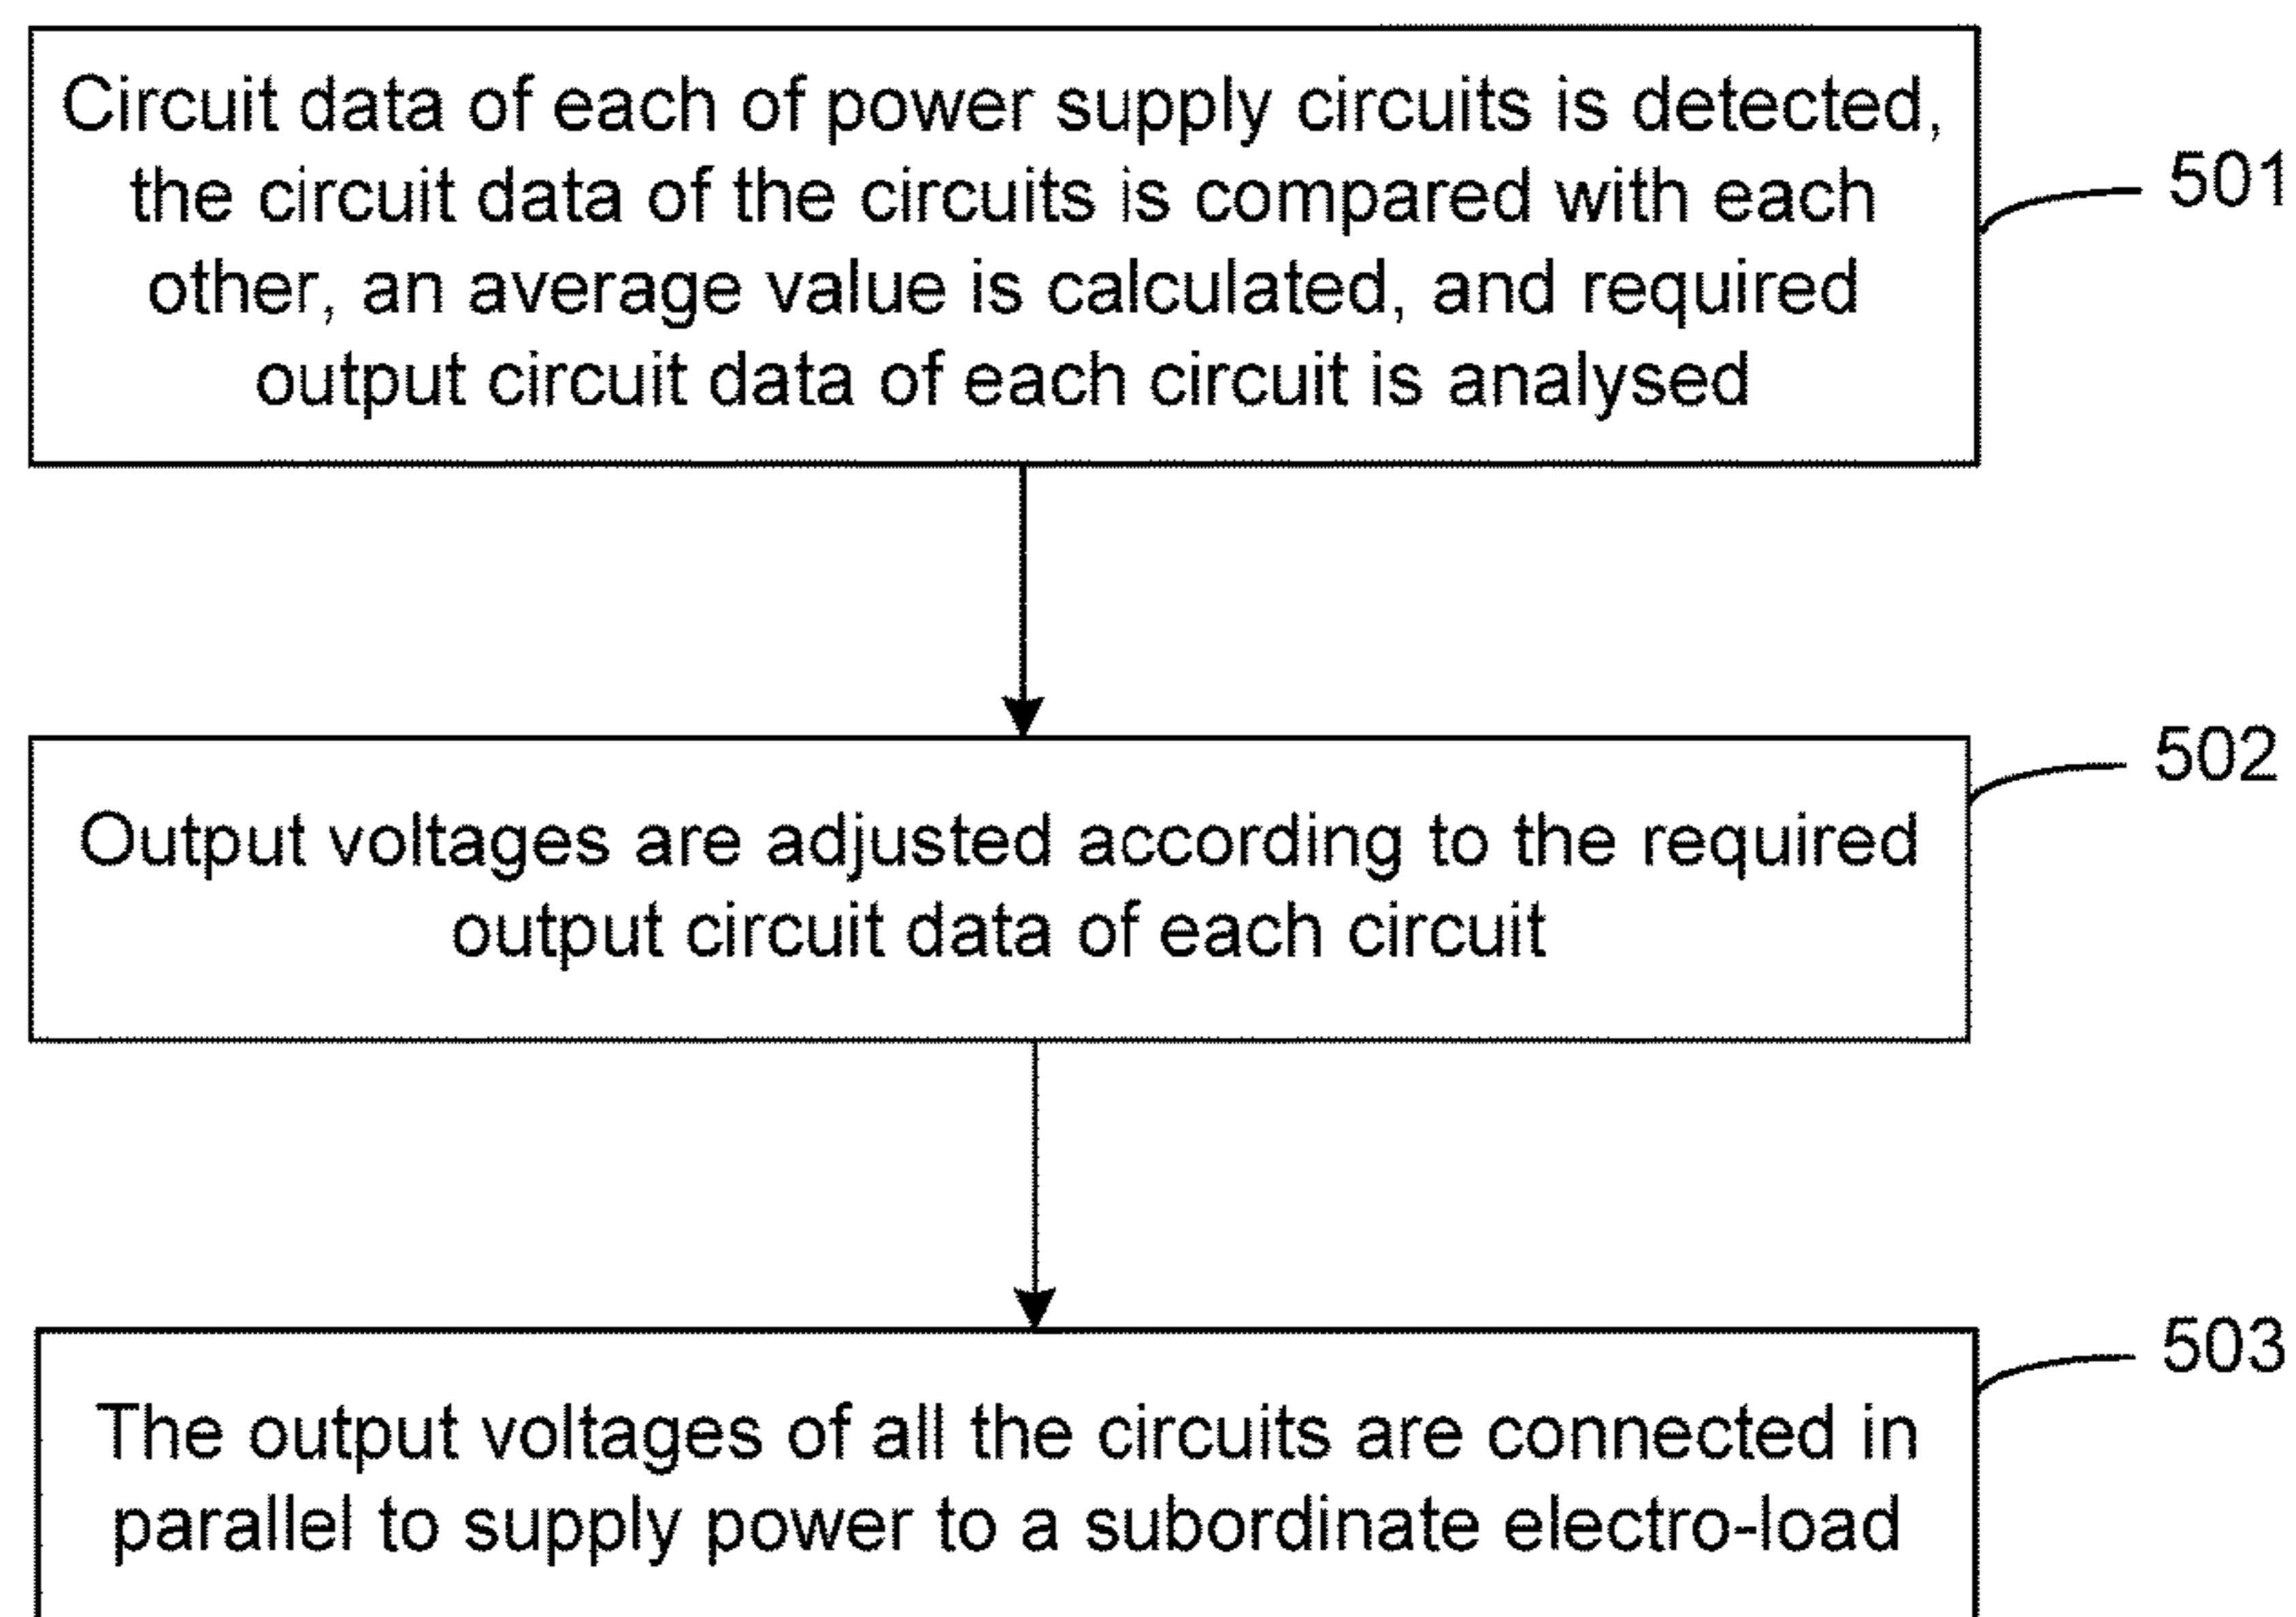 Circuit data of each of power supply circuits is detected,
the circuit data of the circuits is compared with each
other, an average value is calculated, and required
output circuit data of each circuit is analysed
501
Output voltages are adjusted according to the required
output circuit data of each circuit
502
The output voltages of all the circuits are connected in
parallel to supply power to a subordinate electro-load
503